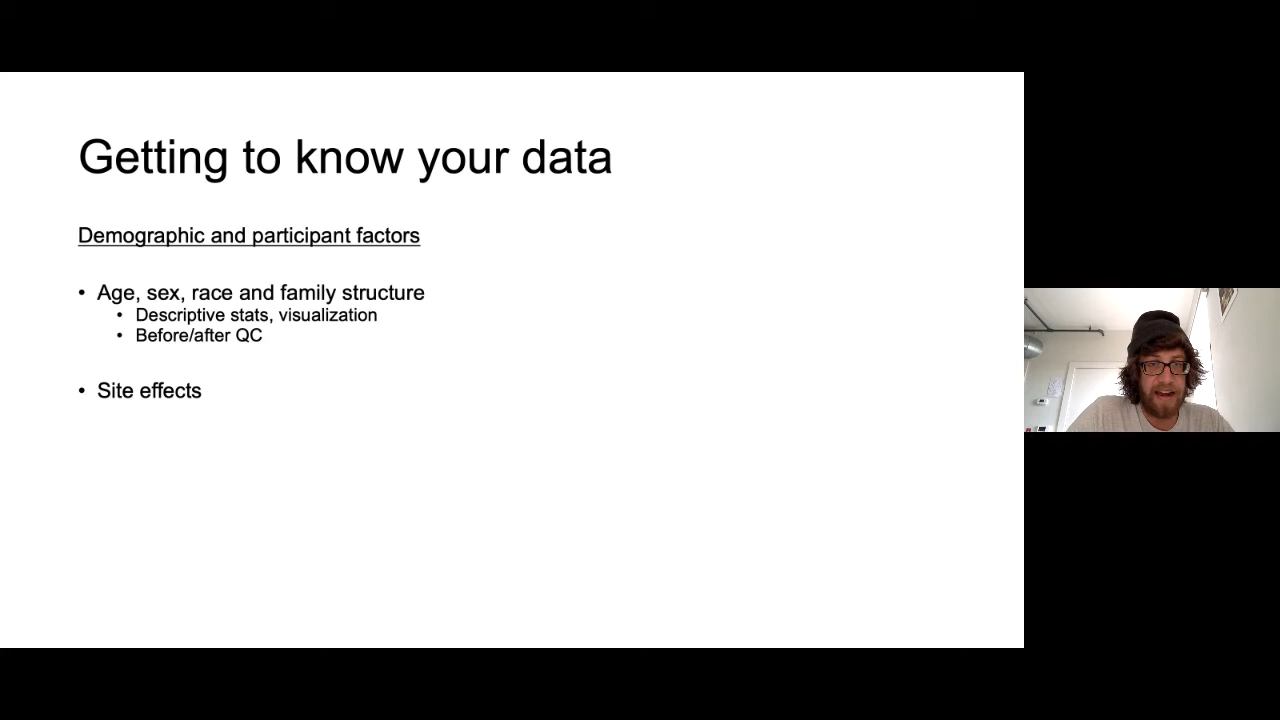 Getting to know your data
Demographic and participant factors
• Age, sex, race and family structure
• Descriptive stats, visualization
• Before/after QC
• Site effects